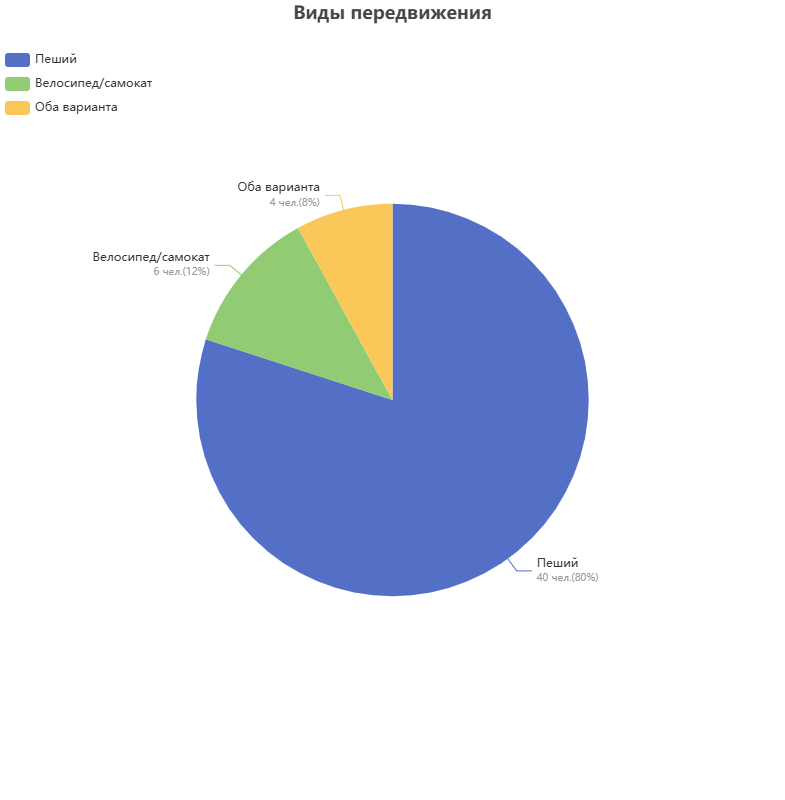 Виды передвижения
Пеший
Велосипед/самокат
Оба варианта
Оба варианта
4 чел.(8%)
Велосипед/самокат
6 чел.(12%)
Пеший
40 чел.(80%)